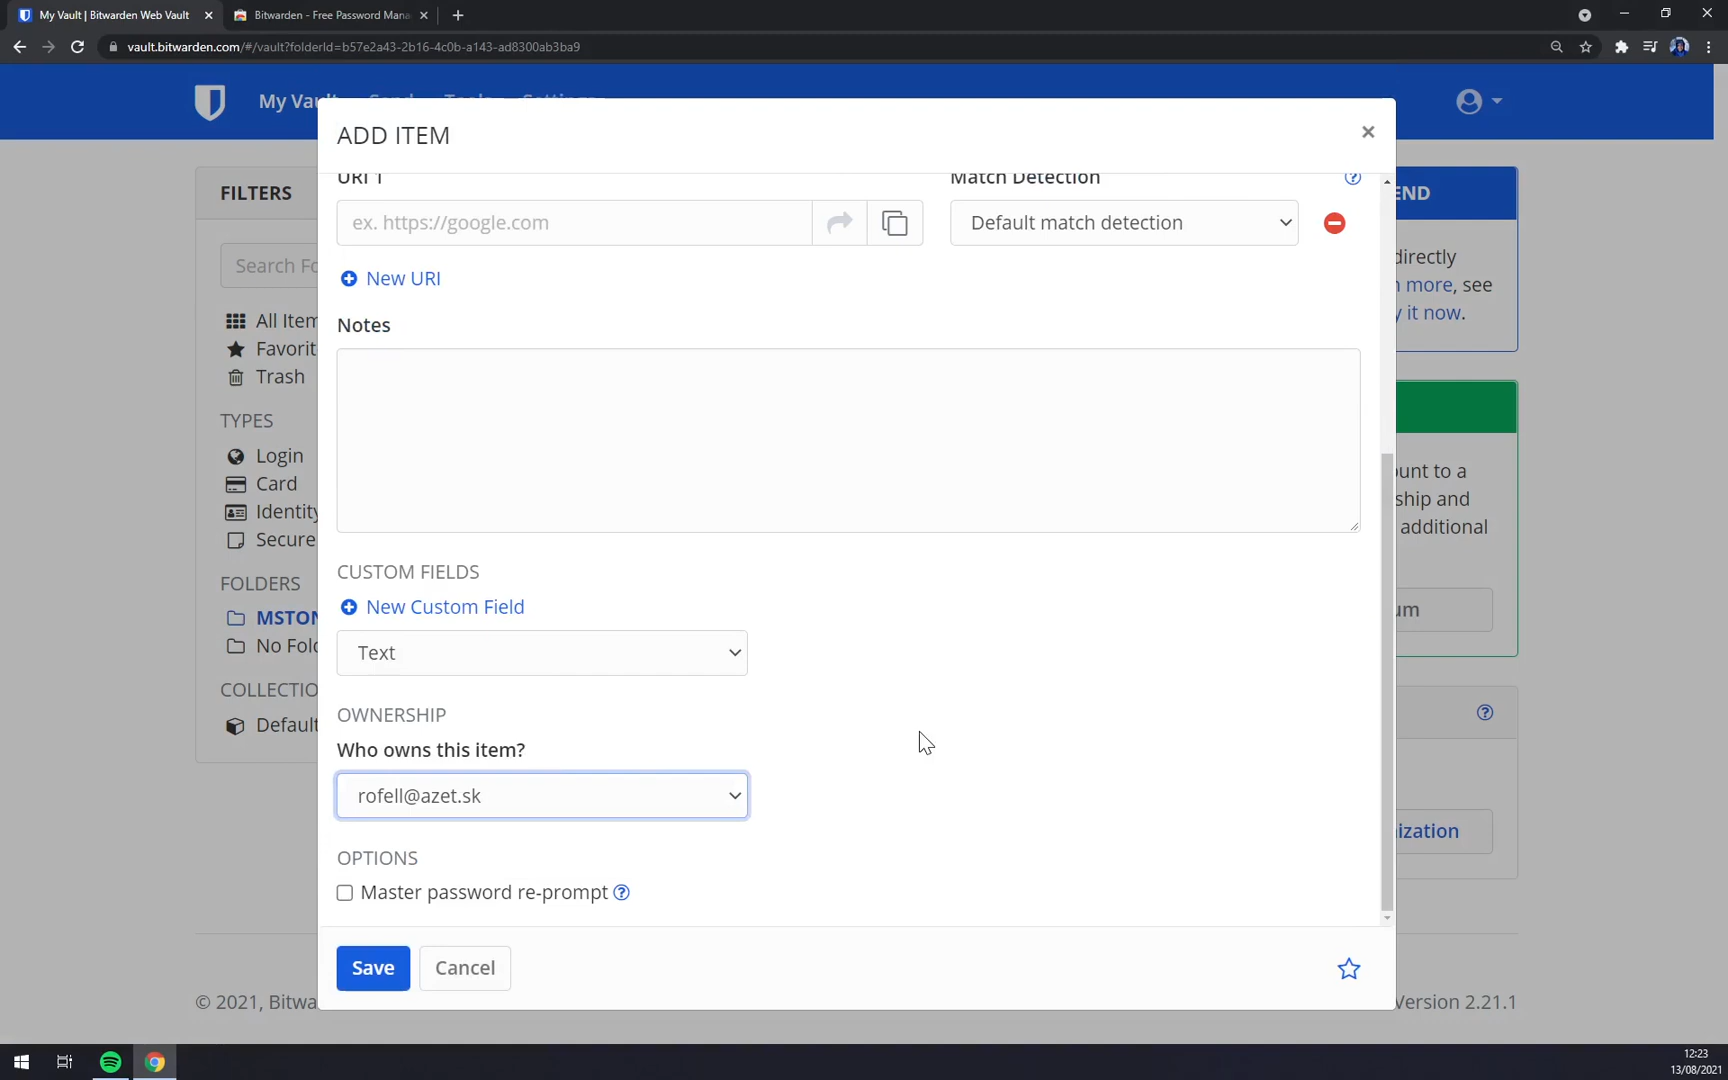 My Vault | Bitwarden Web Vault
Bitwarden - Free Password Mana
vault.bitwarden.com/#/vault?folderId=b57e2a43-2b16-4c0b-a143-ad8300ab3ba9
My Vault Send Tools Settings
ADD ITEM
FILTERS
URI 1
Match Detection
END
ex. https://google.com
Default match detection
directly
Search Fo
New URI
more, see
y it now.
All Item
Favorit
Trash
Notes
TYPES
Login
Card
Identity
Secure
ount to a
ship and
additional
FOLDERS
MSTON
No Fold
CUSTOM FIELDS
New Custom Field
Text
um
COLLECTIO
Default
OWNERSHIP
Who owns this item?
rofell@azet.sk
ization
OPTIONS
Master password re-prompt
Save
Cancel
© 2021, Bitwa
Version 2.21.1
12:23
13/08/2021